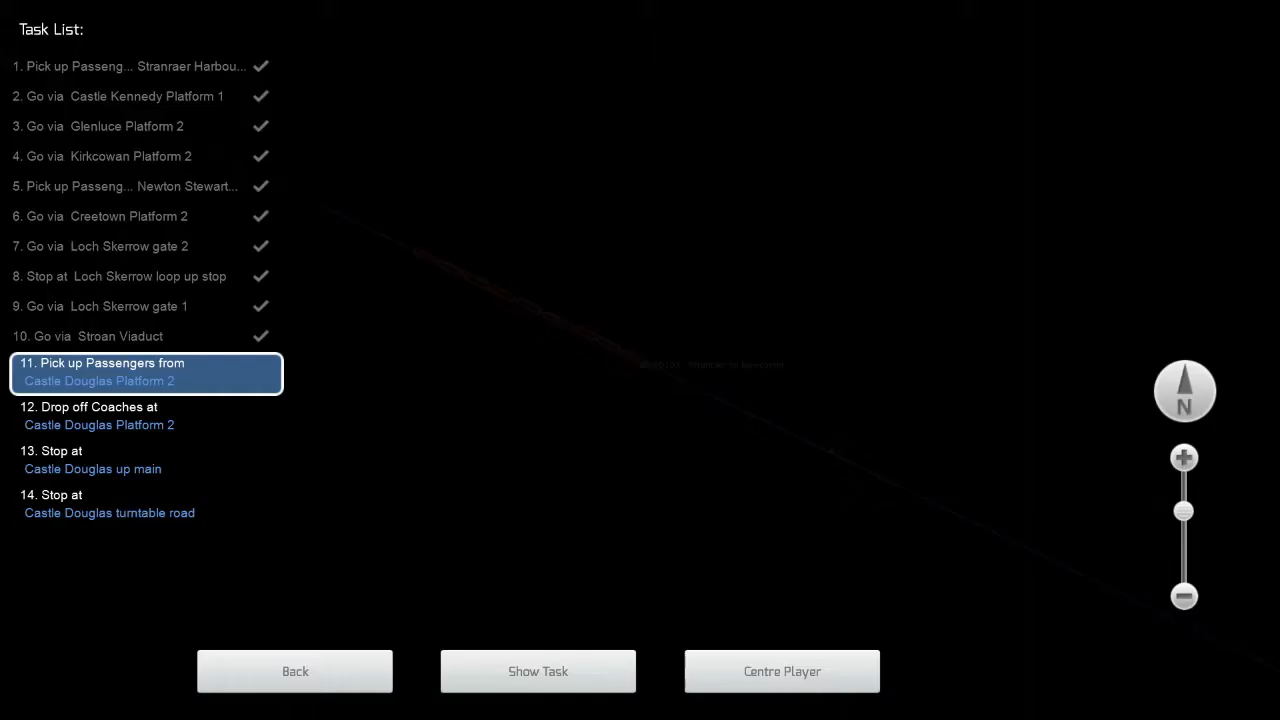 Task List:
1. Pick up Passeng... Stranraer Harbou...
2. Go via Castle Kennedy Platform 1
3. Go via Glenluce Platform 2
4. Go via Kirkcowan Platform 2
5. Pick up Passeng... Newton Stewart...
6. Go via Creetown Platform 2
7. Go via Loch Skerrow gate 2
8. Stop at Loch Skerrow loop up stop
9. Go via Loch Skerrow gate 1
10. Go via Stroan Viaduct
11. Pick up Passengers from
Castle Douglas Platform 2
12. Drop off Coaches at
Castle Douglas Platform 2
13. Stop at
Castle Douglas up main
14. Stop at
Castle Douglas turntable road
N
Back
Show Task
Centre Player